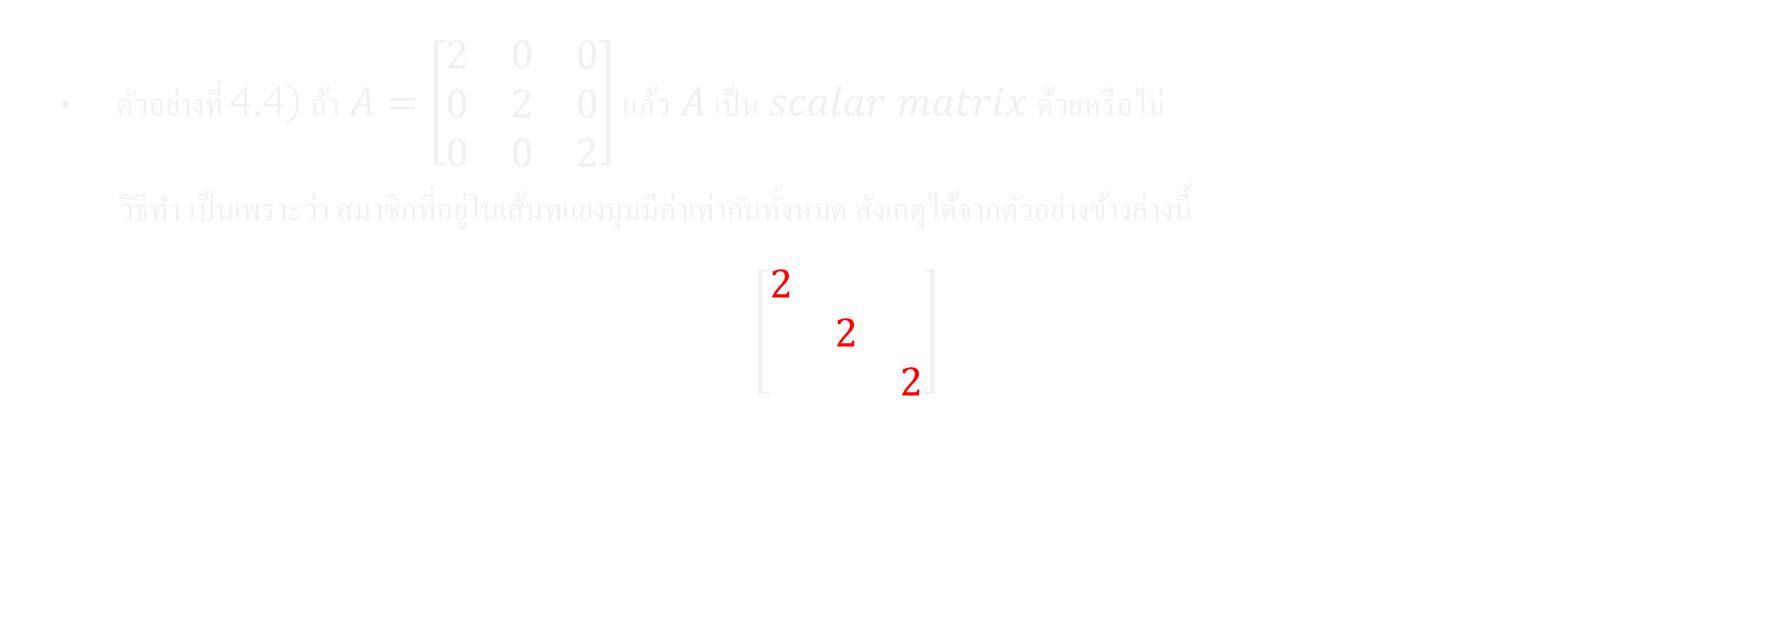 • ตัวอย่างที่ 4.4) ถ้า A = [2 0 0
0 2 0
0 0 2] แล้ว A เป็น scalar matrix ด้วยหรือไม่
วิธีทำ เป็นเพราะว่า สมาชิกที่อยู่ในเส้นทแยงมุมมีค่าเท่ากันทั้งหมด สังเกตุได้จากตัวอย่างข้างล่างนี้
[2
2
2]